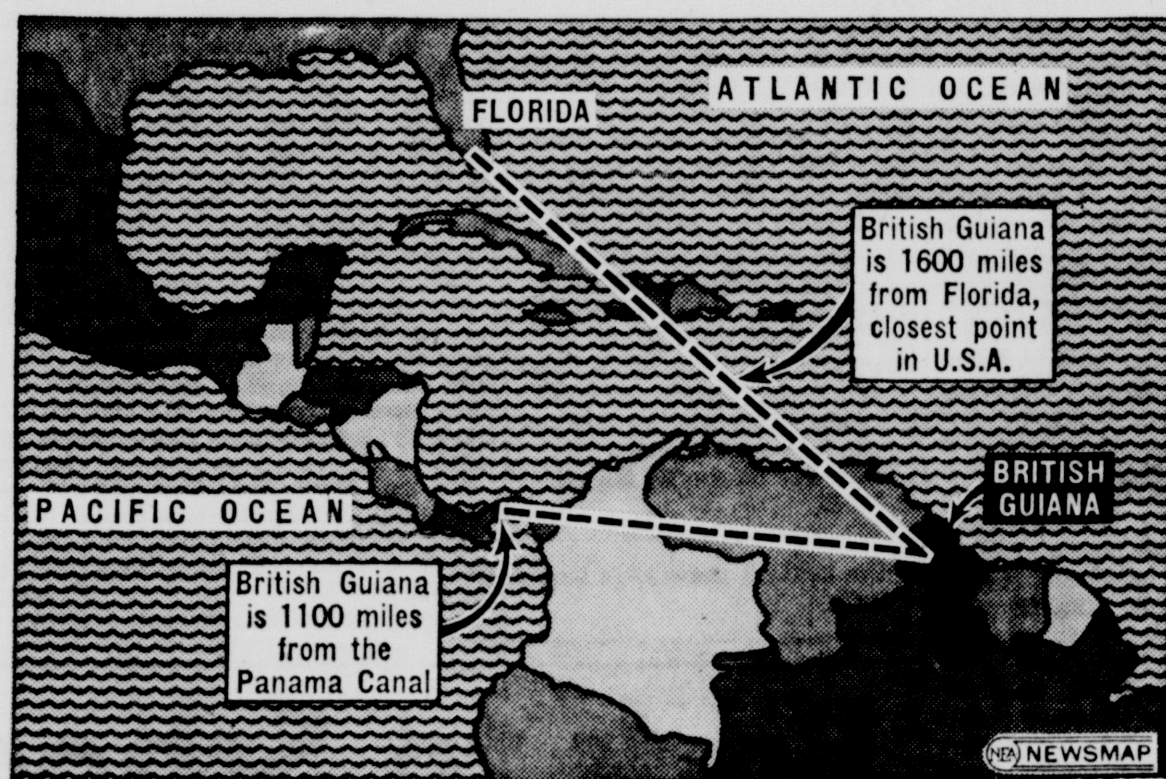 ATLANTIC OCEAN
FLORIDA
British Guiana
is 1600 miles
from Florida,
closest point
in U.S.A.
BRITISH
GUIANA
PACIFIC OCEAN
British Guiana
is 1100 miles
from the
Panama Canal
NEA NEWSMAP